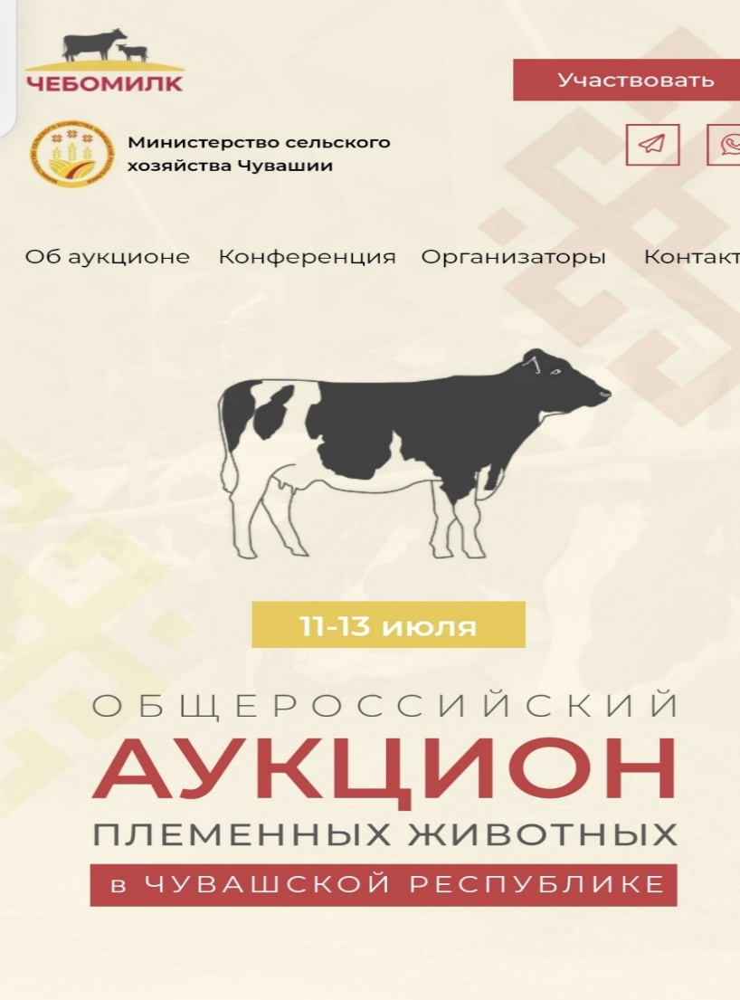 ЧЕБОМИЛК
Участвовать
Министерство сельского
хозяйства Чувашии
Об аукционе Конференция Организаторы Контакт
11-13 июля
ОБЩЕРОССИЙСКИЙ
АУКЦИОН
ПЛЕМЕННЫХ ЖИВОТНЫХ
в ЧУВАШСКОЙ РЕСПУБЛИКЕ